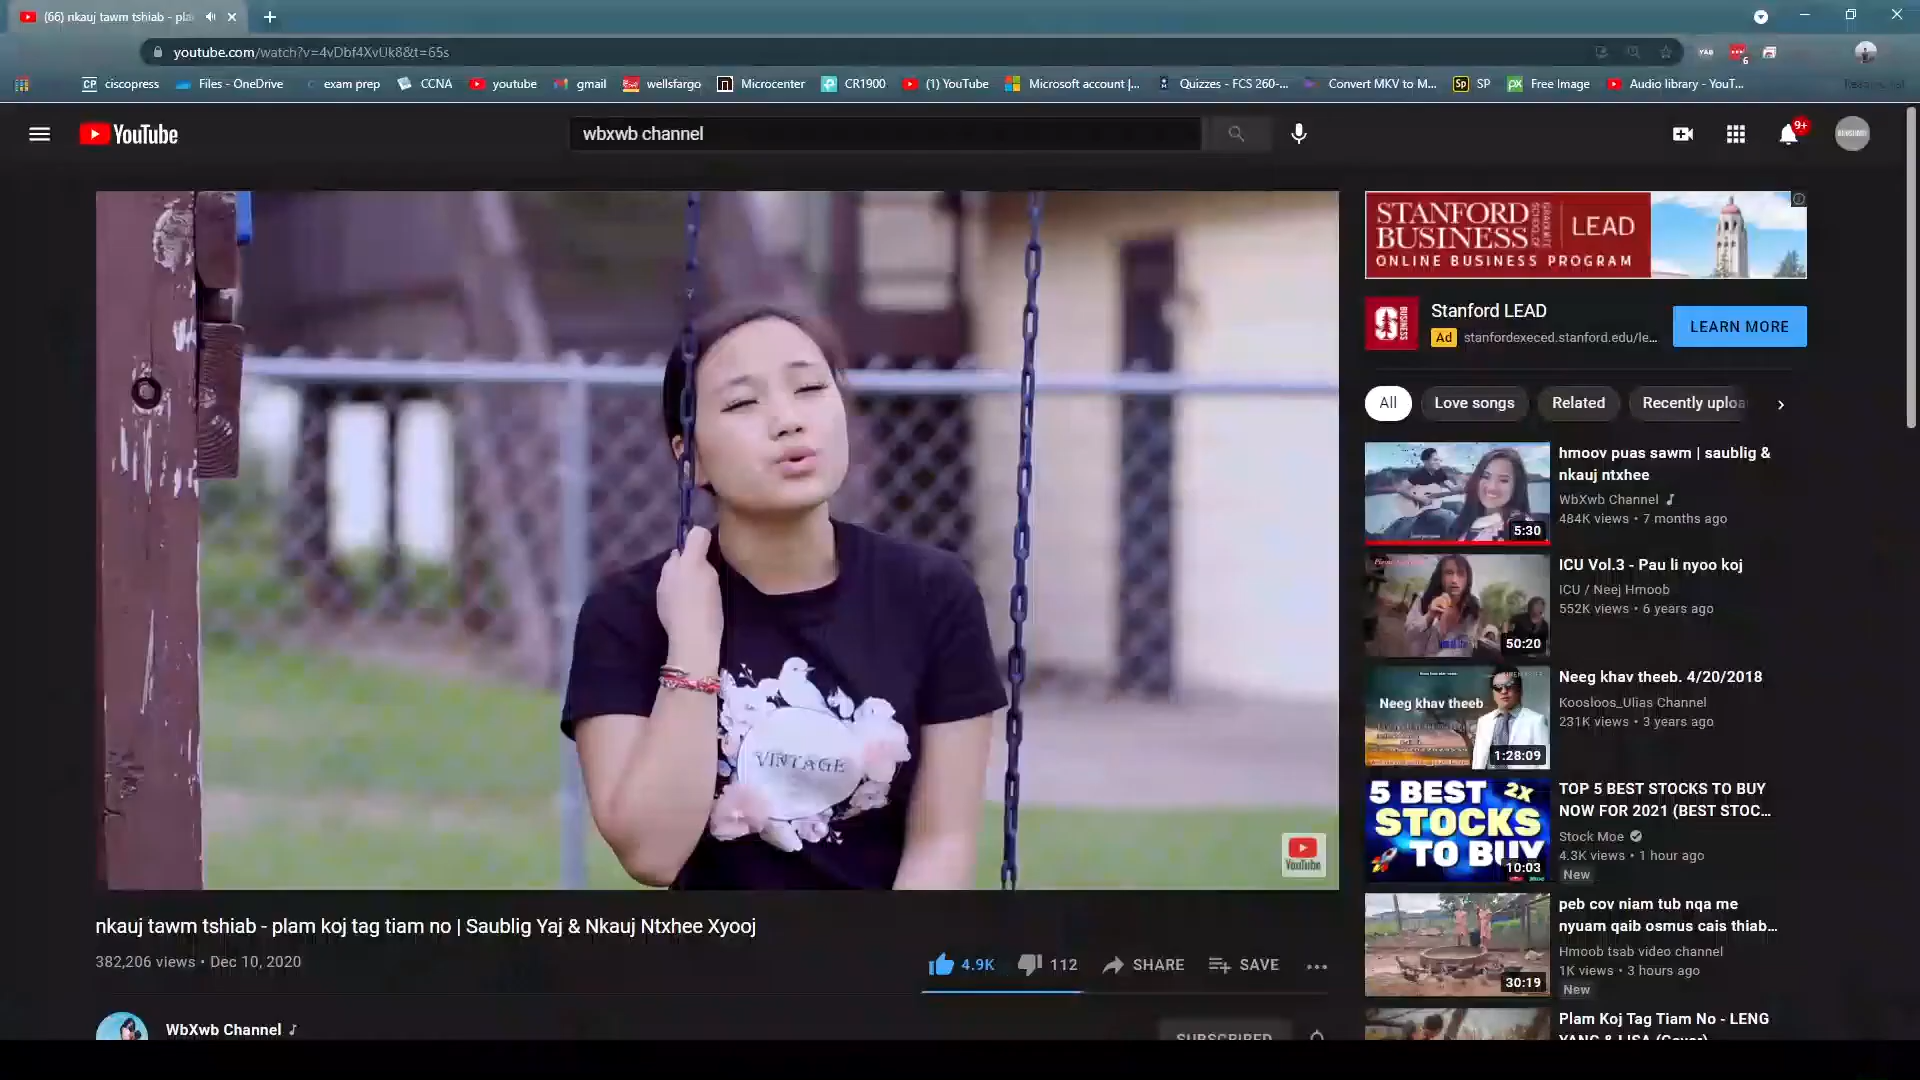 (66) nkauj tawm tshiab - pla
youtube.com/watch?v=4vDbf4XvUk8&t=65s
CP ciscopress Files - OneDrive exam prep CCNA youtube gmail wellsfargo Microcenter CR1900 (1) YouTube Microsoft account |... Quizzes - FCS 260-... Convert MKV to M... Sp SP px Free Image Audio library - YouT...
YouTube
wbxwb channel
9+
STANFORD BUSINESS LEAD
ONLINE BUSINESS PROGRAM
Stanford LEAD
Ad stanfordexeced.stanford.edu/le...
LEARN MORE
All Love songs Related Recently uploa
VINTAGE
YouTube
hmoov puas sawm | saublig &
nkauj ntxhee
WbXwb Channel
484K views • 7 months ago
5:30
ICU Vol.3 - Pau li nyoo koj
ICU / Neej Hmoob
552K views • 6 years ago
50:20
Neeg khav theeb. 4/20/2018
Koosloos_Ulias Channel
231K views • 3 years ago
Neeg khav theeb
1:28:09
TOP 5 BEST STOCKS TO BUY
NOW FOR 2021 (BEST STOC...
Stock Moe
4.3K views • 1 hour ago
New
5 BEST 2X
STOCKS
TO BUY
10:03
peb cov niam tub nqa me
nyuam qaib osmus cais thiab...
Hmoob tsab video channel
1K views • 3 hours ago
New
30:19
Plam Koj Tag Tiam No - LENG
YANG & LISA (Cover)
nkauj tawm tshiab - plam koj tag tiam no | Saublig Yaj & Nkauj Ntxhee Xyooj
382,206 views • Dec 10, 2020
4.9K 112 SHARE SAVE
WbXwb Channel
SUBSCRIBED